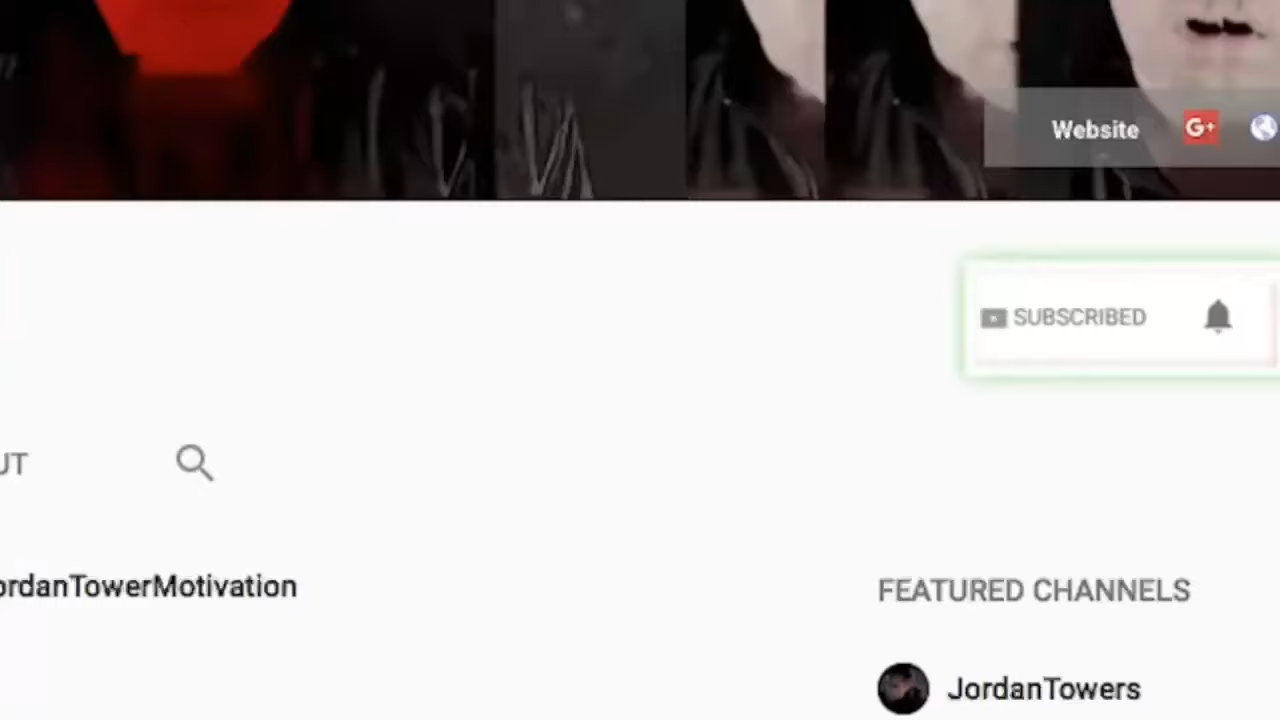 Website G+
SUBSCRIBED
UT
ordanTowerMotivation
FEATURED CHANNELS
JordanTowers